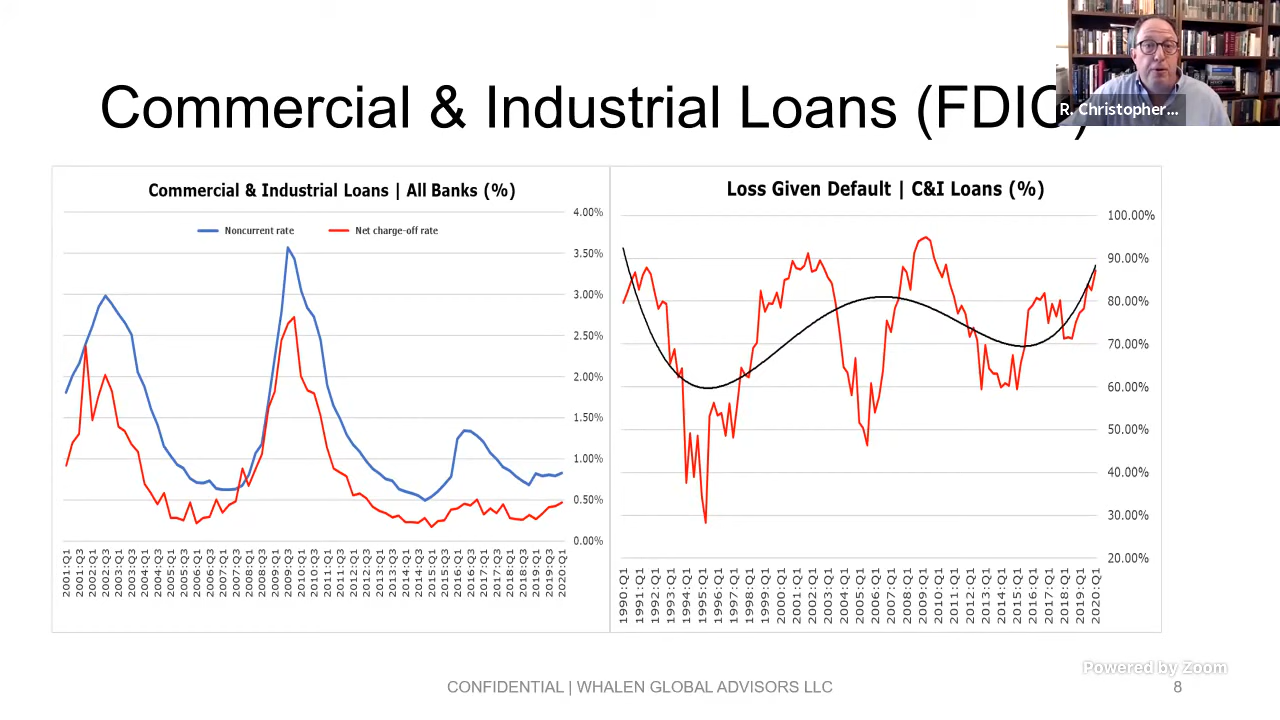 Commercial & Industrial Loans (FDIC)
R. Christopher...
Commercial & Industrial Loans | All Banks (%)
Noncurrent rate
Net charge-off rate
4.00%
3.50%
3.00%
2.50%
2.00%
1.50%
1.00%
0.50%
0.00%
2001:Q1
2001:Q3
2002:Q1
2002:Q3
2003:Q1
2003:Q3
2004:Q1
2004:Q3
2005:Q1
2005:Q3
2006:Q1
2006:Q3
2007:Q1
2007:Q3
2008:Q1
2008:Q3
2009:Q1
2009:Q3
2010:Q1
2010:Q3
2011:Q1
2011:Q3
2012:Q1
2012:Q3
2013:Q1
2013:Q3
2014:Q1
2014:Q3
2015:Q1
2015:Q3
2016:Q1
2016:Q3
2017:Q1
2017:Q3
2018:Q1
2018:Q3
2019:Q1
2019:Q3
2020:Q1
Loss Given Default | C&I Loans (%)
100.00%
90.00%
80.00%
70.00%
60.00%
50.00%
40.00%
30.00%
20.00%
1990:Q1
1991:Q1
1992:Q1
1993:Q1
1994:Q1
1995:Q1
1996:Q1
1997:Q1
1998:Q1
1999:Q1
2000:Q1
2001:Q1
2002:Q1
2003:Q1
2004:Q1
2005:Q1
2006:Q1
2007:Q1
2008:Q1
2009:Q1
2010:Q1
2011:Q1
2012:Q1
2013:Q1
2014:Q1
2015:Q1
2016:Q1
2017:Q1
2018:Q1
2019:Q1
2020:Q1
Powered by Zoom
CONFIDENTIAL | WHALEN GLOBAL ADVISORS LLC
8